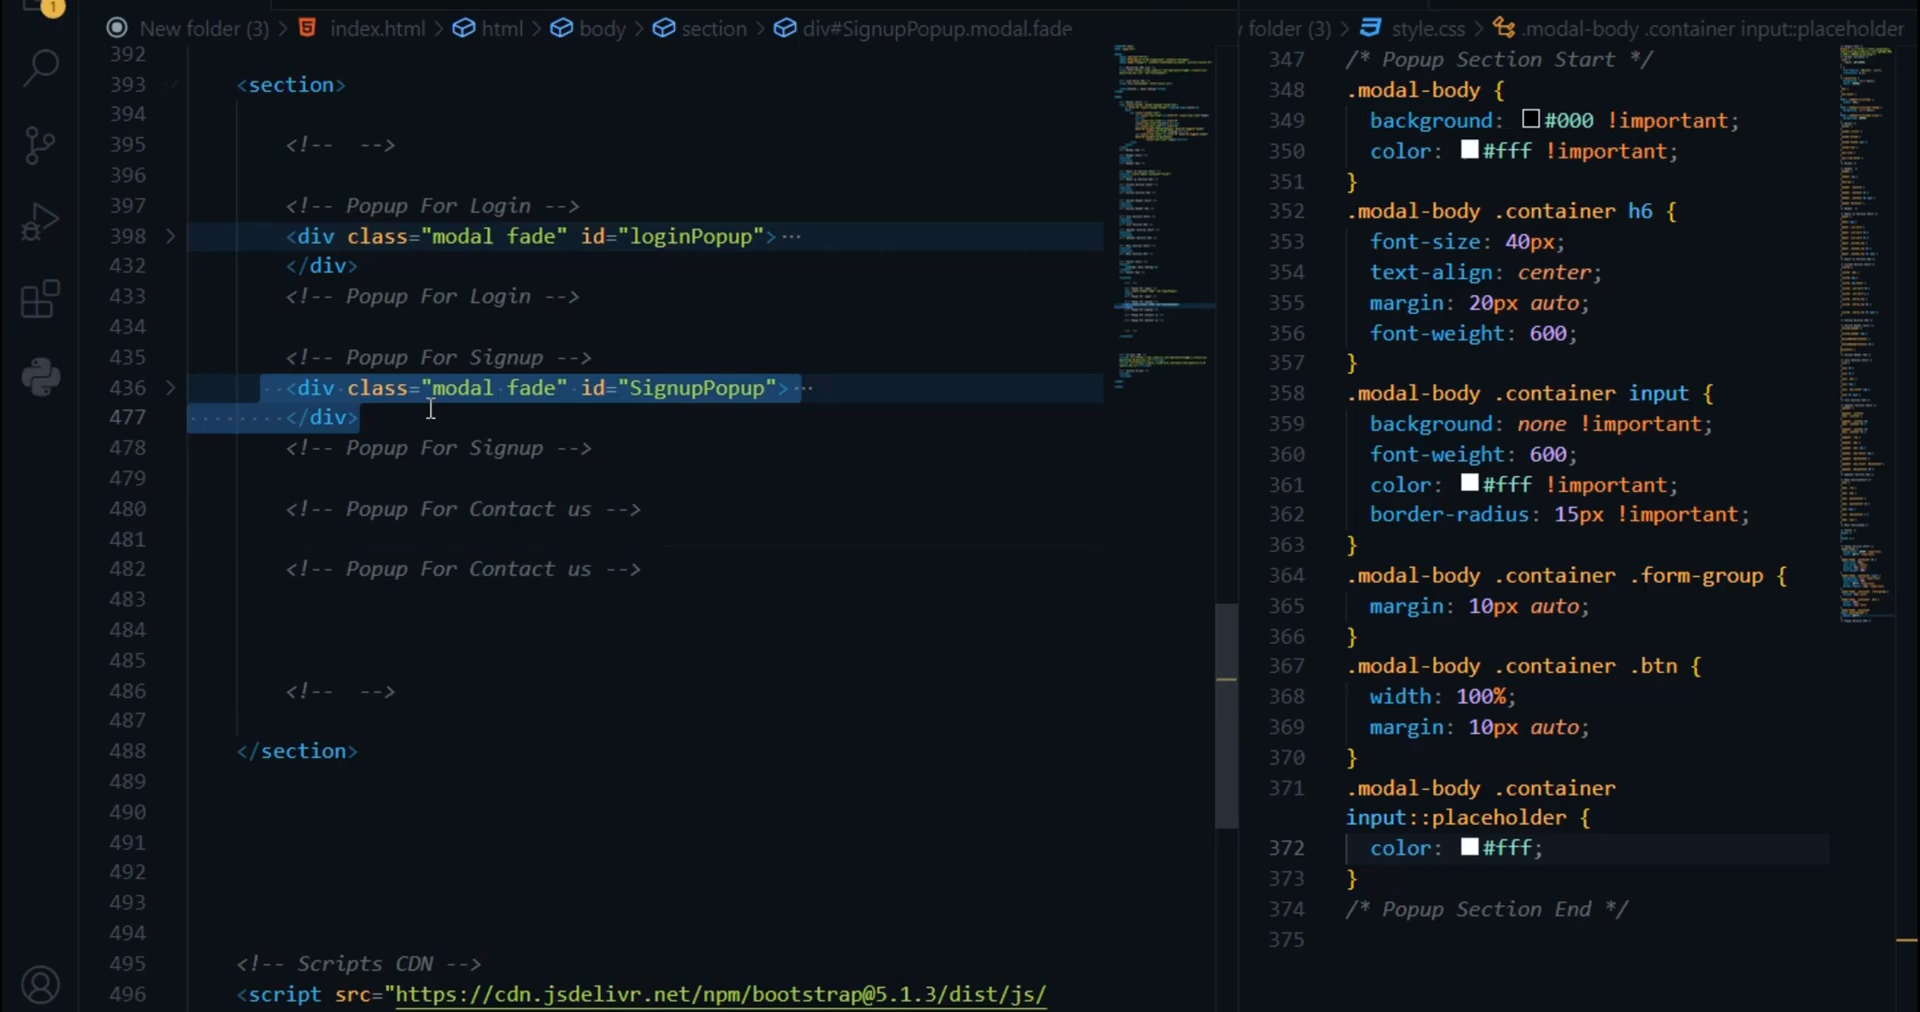 1
New folder (3) > index.html > html > body > section > div#SignupPopup.modal.fade
392
393 <section>
394
395 <!--  -->
396
397 <!-- Popup For Login -->
398 <div class="modal fade" id="loginPopup">···
432 </div>
433 <!-- Popup For Login -->
434
435 <!-- Popup For Signup -->
436 <div class="modal fade" id="SignupPopup">···
477 </div>
478 <!-- Popup For Signup -->
479
480 <!-- Popup For Contact us -->
481
482 <!-- Popup For Contact us -->
483
484
485
486 <!--  -->
487
488 </section>
489
490
491
492
493
494
495 <!-- Scripts CDN -->
496 <script src="https://cdn.jsdelivr.net/npm/bootstrap@5.1.3/dist/js/
folder (3) > style.css > .modal-body .container input::placeholder
347 /* Popup Section Start */
348 .modal-body {
349 background: #000 !important;
350 color: #fff !important;
351 }
352 .modal-body .container h6 {
353 font-size: 40px;
354 text-align: center;
355 margin: 20px auto;
356 font-weight: 600;
357 }
358 .modal-body .container input {
359 background: none !important;
360 font-weight: 600;
361 color: #fff !important;
362 border-radius: 15px !important;
363 }
364 .modal-body .container .form-group {
365 margin: 10px auto;
366 }
367 .modal-body .container .btn {
368 width: 100%;
369 margin: 10px auto;
370 }
371 .modal-body .container
input::placeholder {
372 color: #fff;
373 }
374 /* Popup Section End */
375